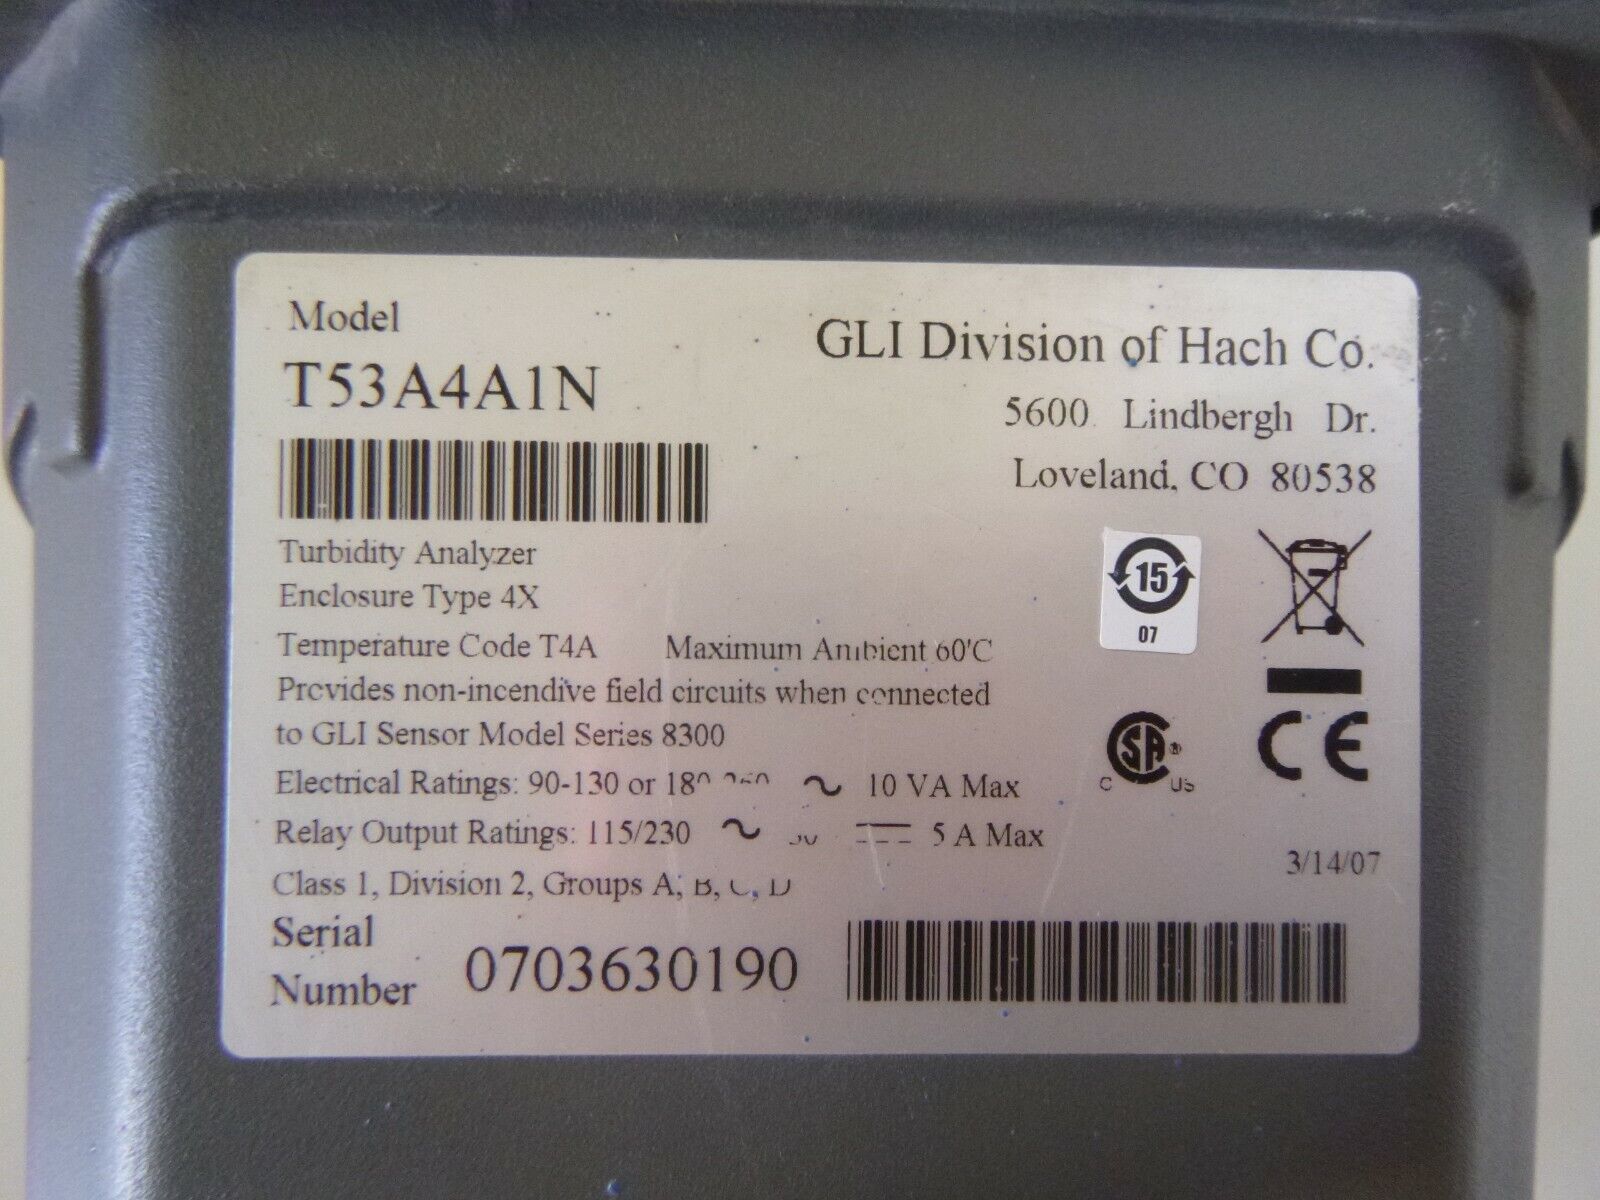 Model
T53A4A1N
GLI Division of Hach Co.
5600 Lindbergh Dr.
Loveland, CO 80538
Turbidity Analyzer
Enclosure Type 4X
Temperature Code T4A Maximum Ambient 60'C
Provides non-incendive field circuits when connected
to GLI Sensor Model Series 8300
Electrical Ratings: 90-130 or ~ 10 VA Max
Relay Output Ratings: 115/230 ~ 5 A Max
Class 1, Division 2, Groups A, B, C, D
15
07
SA
C US
CE
3/14/07
Serial
Number 0703630190